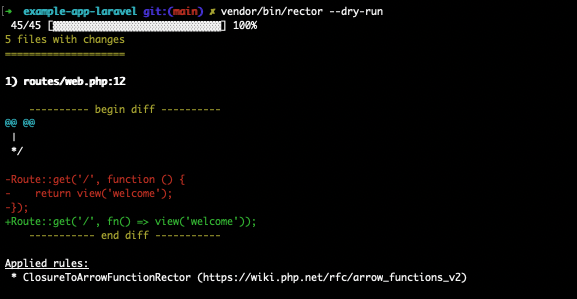 [→  example-app-laravel git:(main) ✗ vendor/bin/rector --dry-run
 45/45 [▓▓▓▓▓▓▓▓▓▓▓▓▓▓▓▓▓▓▓▓▓▓▓▓▓▓▓▓] 100%
5 files with changes
====================

1) routes/web.php:12

    ---------- begin diff ----------
@@ @@
 |
 */

-Route::get('/', function () {
-    return view('welcome');
-});
+Route::get('/', fn() => view('welcome'));
    ----------- end diff -----------

Applied rules:
 * ClosureToArrowFunctionRector (https://wiki.php.net/rfc/arrow_functions_v2)